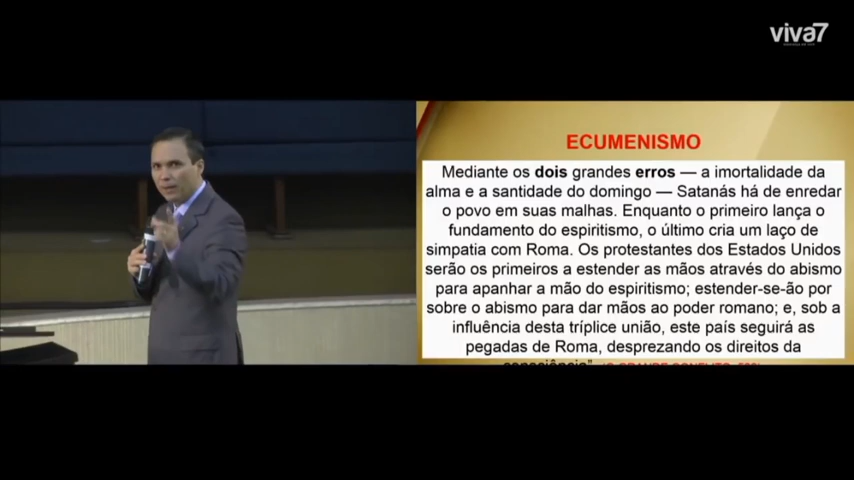 viva7
ECUMENISMO
Mediante os dois grandes erros — a imortalidade da
alma e a santidade do domingo — Satanás há de enredar
o povo em suas malhas. Enquanto o primeiro lança o
fundamento do espiritismo, o último cria um laço de
simpatia com Roma. Os protestantes dos Estados Unidos
serão os primeiros a estender as mãos através do abismo
para apanhar a mão do espiritismo; estender-se-ão por
sobre o abismo para dar mãos ao poder romano; e, sob a
influência desta tríplice união, este país seguirá as
pegadas de Roma, desprezando os direitos da